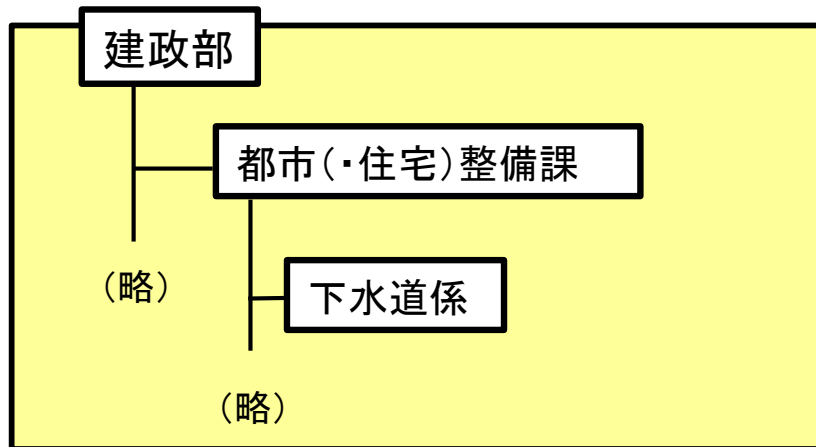 建政部
都市(・住宅)整備課
(略)
下水道係
(略)